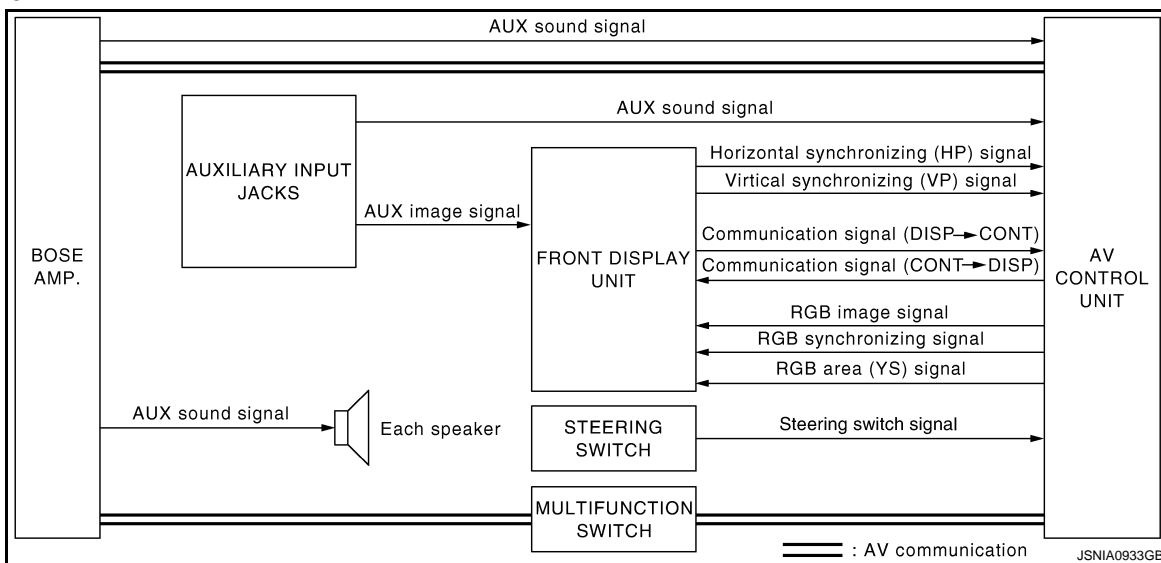 AUX sound signal
AUX sound signal
AUXILIARY INPUT
JACKS
Horizontal synchronizing (HP) signal
Virtical synchronizing (VP) signal
AUX image signal
BOSE
AMP.
FRONT DISPLAY
UNIT
Communication signal (DISP→CONT)
Communication signal (CONT→DISP)
AV
CONTROL
UNIT
RGB image signal
RGB synchronizing signal
RGB area (YS) signal
AUX sound signal
Each speaker
STEERING
SWITCH
Steering switch signal
MULTIFUNCTION
SWITCH
: AV communication
JSNIA0933GB